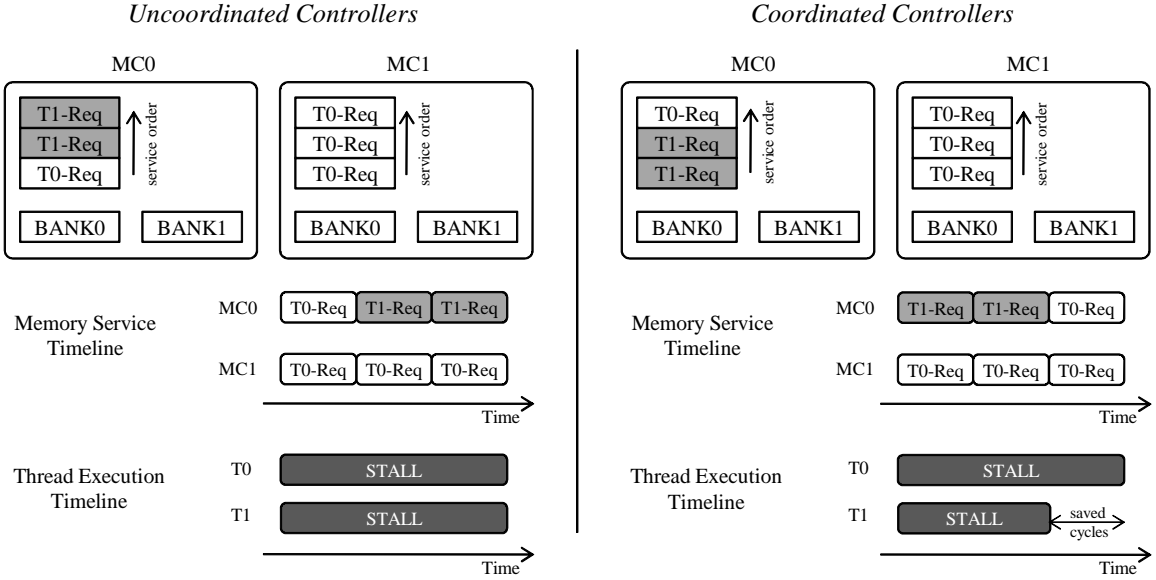 Uncoordinated Controllers
MC0
MC1
T1-Req
T1-Req
T0-Req
service order
T0-Req
T0-Req
T0-Req
service order
BANK0
BANK1
BANK0
BANK1
Memory Service
Timeline
MC0
T0-Req
T1-Req
T1-Req
MC1
T0-Req
T0-Req
T0-Req
Time
Thread Execution
Timeline
T0
STALL
T1
STALL
Time
Coordinated Controllers
MC0
MC1
T0-Req
T1-Req
T1-Req
service order
T0-Req
T0-Req
T0-Req
service order
BANK0
BANK1
BANK0
BANK1
Memory Service
Timeline
MC0
T1-Req
T1-Req
T0-Req
MC1
T0-Req
T0-Req
T0-Req
Time
Thread Execution
Timeline
T0
STALL
T1
STALL
saved
cycles
Time